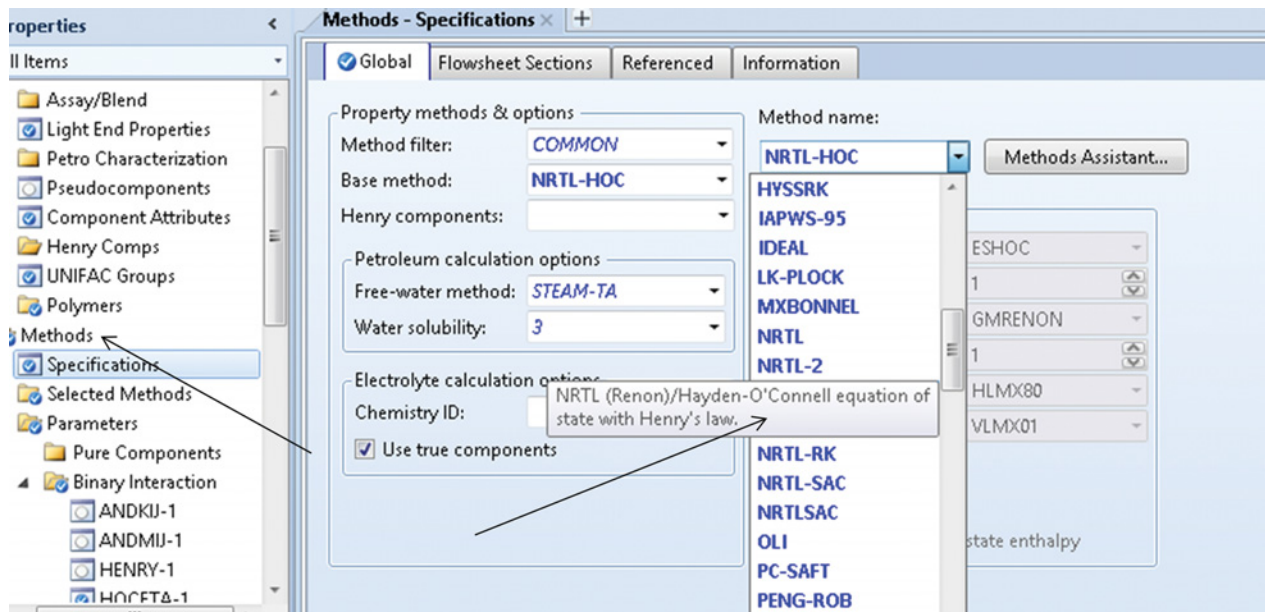 roperties
ll Items
Assay/Blend
Light End Properties
Petro Characterization
Pseudocomponents
Component Attributes
Henry Comps
UNIFAC Groups
Polymers
Methods
Specifications
Selected Methods
Parameters
Pure Components
Binary Interaction
ANDKIJ-1
ANDMIJ-1
HENRY-1
HOCETA-1
Methods - Specifications
Global
Flowsheet Sections
Referenced
Information
Property methods & options
Method filter: COMMON
Base method: NRTL-HOC
Henry components:
Petroleum calculation options
Free-water method: STEAM-TA
Water solubility: 3
Electrolyte calculation options
Chemistry ID:
Use true components
Method name:
NRTL-HOC
Methods Assistant...
HYSSRK
IAPWS-95
IDEAL
LK-PLOCK
MXBONNEL
NRTL
NRTL-2
NRTL (Renon)/Hayden-O'Connell equation of
state with Henry's law.
NRTL-RK
NRTL-SAC
NRTLSAC
OLI
PC-SAFT
PENG-ROB
ESHOC
1
GMRENON
1
HLMX80
VLMX01
state enthalpy